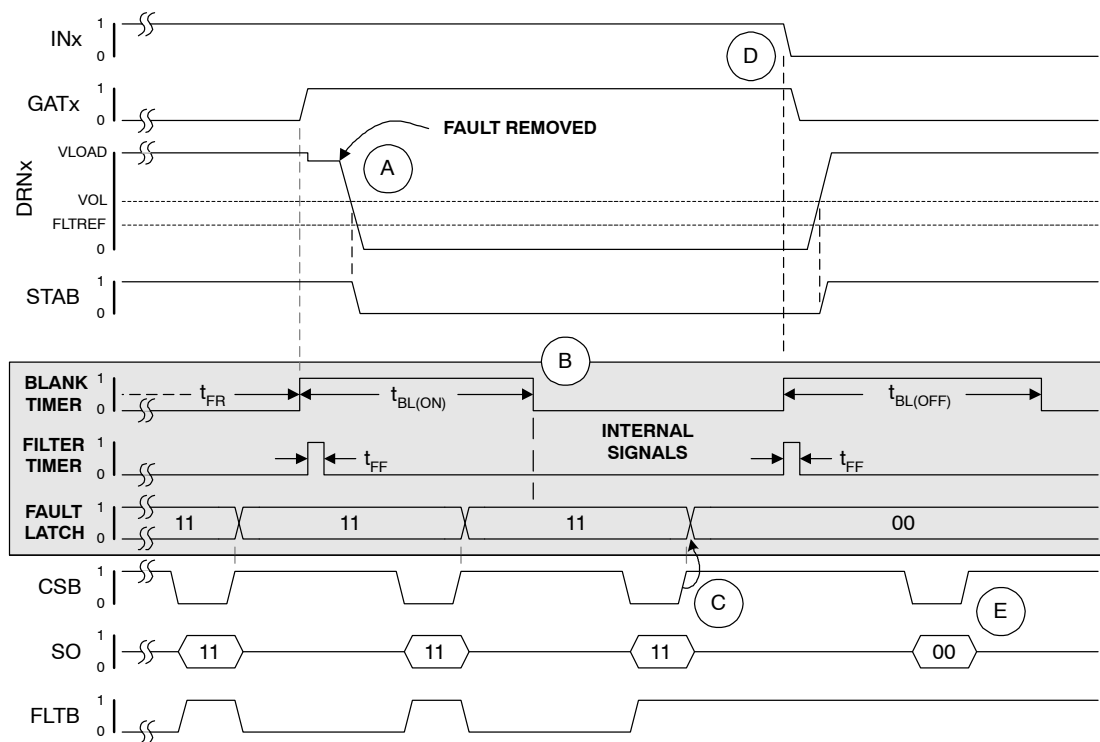 INx 1
0
D
GATx 1
0
FAULT REMOVED
A
DRNx
VLOAD
VOL
FLTREF
0
STAB 1
0
B
BLANK TIMER 1
0
tFR
tBL(ON)
tBL(OFF)
FILTER TIMER 1
0
tFF
INTERNAL SIGNALS
tFF
FAULT LATCH 1
0
11 11 11 00
CSB 1
0
C
E
SO 1
0
11 11 11 00
FLTB 1
0